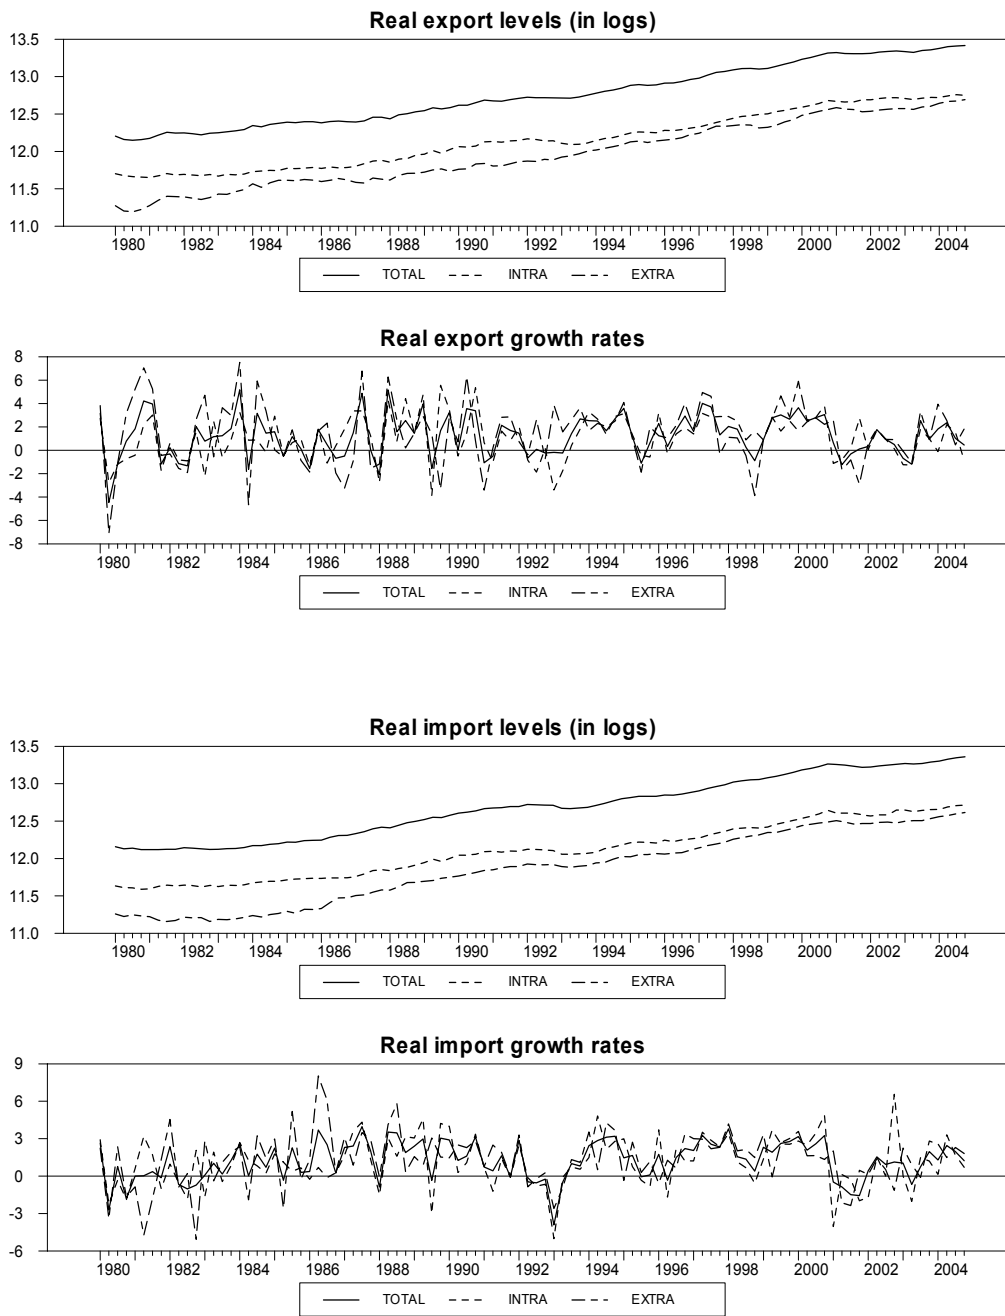 Real export levels (in logs)
13.5
13.0
12.5
12.0
11.5
11.0
1980 1982 1984 1986 1988 1990 1992 1994 1996 1998 2000 2002 2004
TOTAL INTRA EXTRA
Real export growth rates
8
6
4
2
0
-2
-4
-6
-8
1980 1982 1984 1986 1988 1990 1992 1994 1996 1998 2000 2002 2004
TOTAL INTRA EXTRA
Real import levels (in logs)
13.5
13.0
12.5
12.0
11.5
11.0
1980 1982 1984 1986 1988 1990 1992 1994 1996 1998 2000 2002 2004
TOTAL INTRA EXTRA
Real import growth rates
9
6
3
0
-3
-6
1980 1982 1984 1986 1988 1990 1992 1994 1996 1998 2000 2002 2004
TOTAL INTRA EXTRA